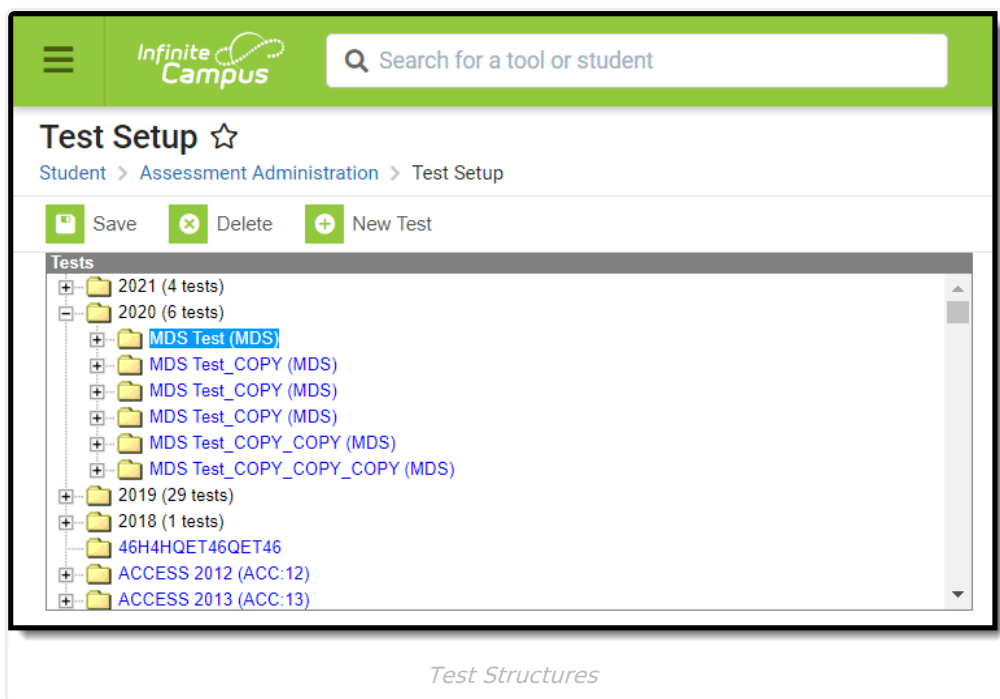 Infinite
Campus
Search for a tool or student
Test Setup
Student > Assessment Administration > Test Setup
Save Delete New Test
Tests
2021 (4 tests)
2020 (6 tests)
MDS Test (MDS)
MDS Test_COPY (MDS)
MDS Test_COPY (MDS)
MDS Test_COPY (MDS)
MDS Test_COPY_COPY (MDS)
MDS Test_COPY_COPY_COPY (MDS)
2019 (29 tests)
2018 (1 tests)
46H4HQET46QET46
ACCESS 2012 (ACC:12)
ACCESS 2013 (ACC:13)
Test Structures